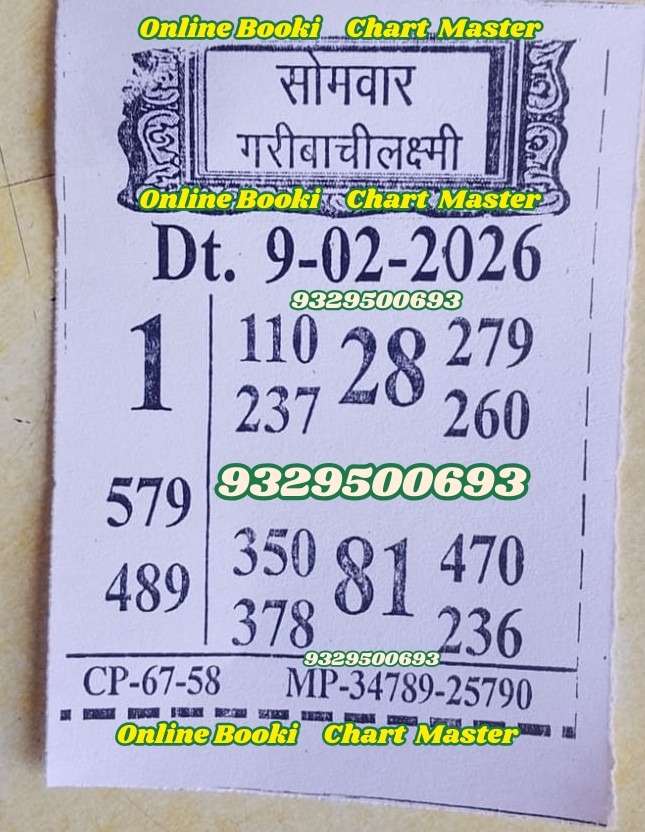 Online Booki Chart Master
सोमवार
गरीबाचीलक्ष्मी
Online Booki Chart Master
Dt. 9-02-2026
9329500693
1 110 28 279
237 260
9329500693
579
350 81 470
489
378 236
9329500693
CP-67-58 MP-34789-25790
Online Booki Chart Master